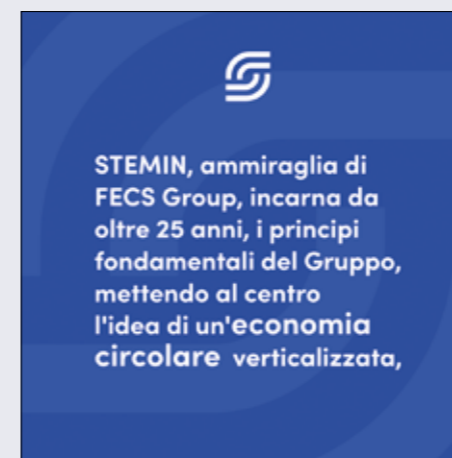 STEMIN, ammiraglia di
FECS Group, incarna da
oltre 25 anni, i principi
fondamentali del Gruppo,
mettendo al centro
l'idea di un'economia
circolare verticalizzata,